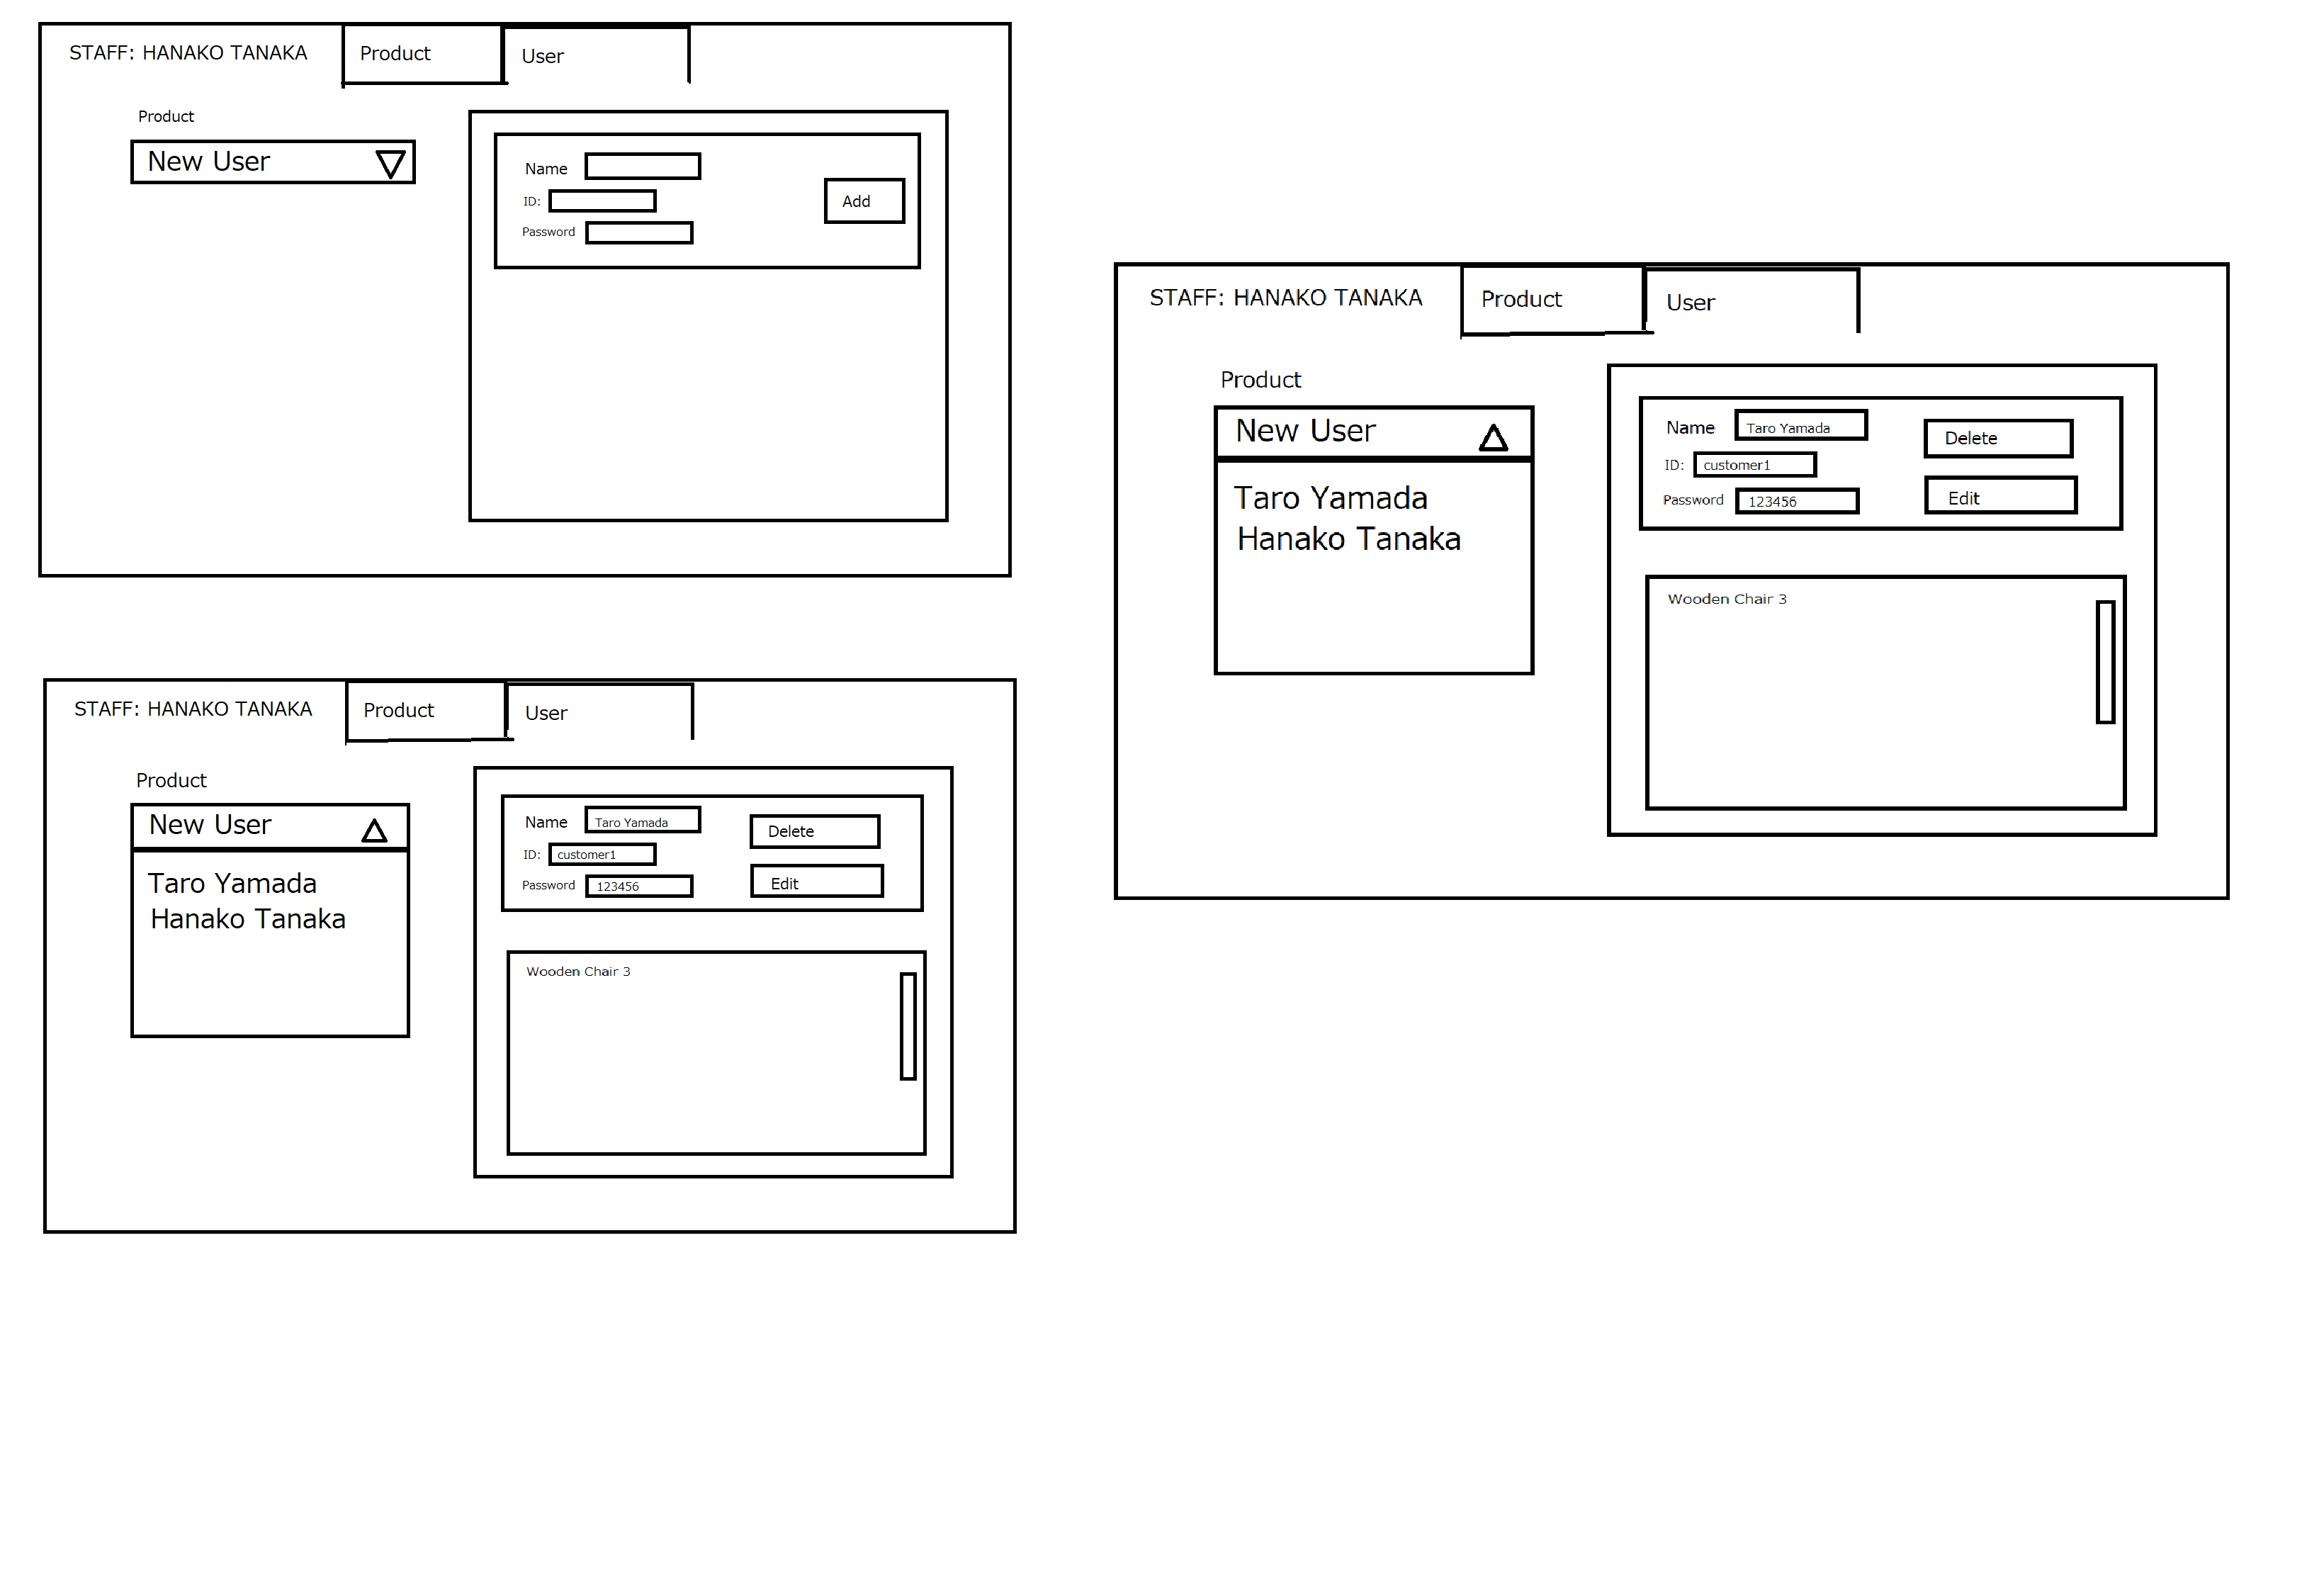 STAFF: HANAKO TANAKA Product User
Product
New User
Name
ID:
Password
Add
STAFF: HANAKO TANAKA Product User
Product
New User
Taro Yamada
Hanako Tanaka
Name Taro Yamada
ID: customer1
Password 123456
Delete
Edit
Wooden Chair 3
STAFF: HANAKO TANAKA Product User
Product
New User
Taro Yamada
Hanako Tanaka
Name Taro Yamada
ID: customer1
Password 123456
Delete
Edit
Wooden Chair 3